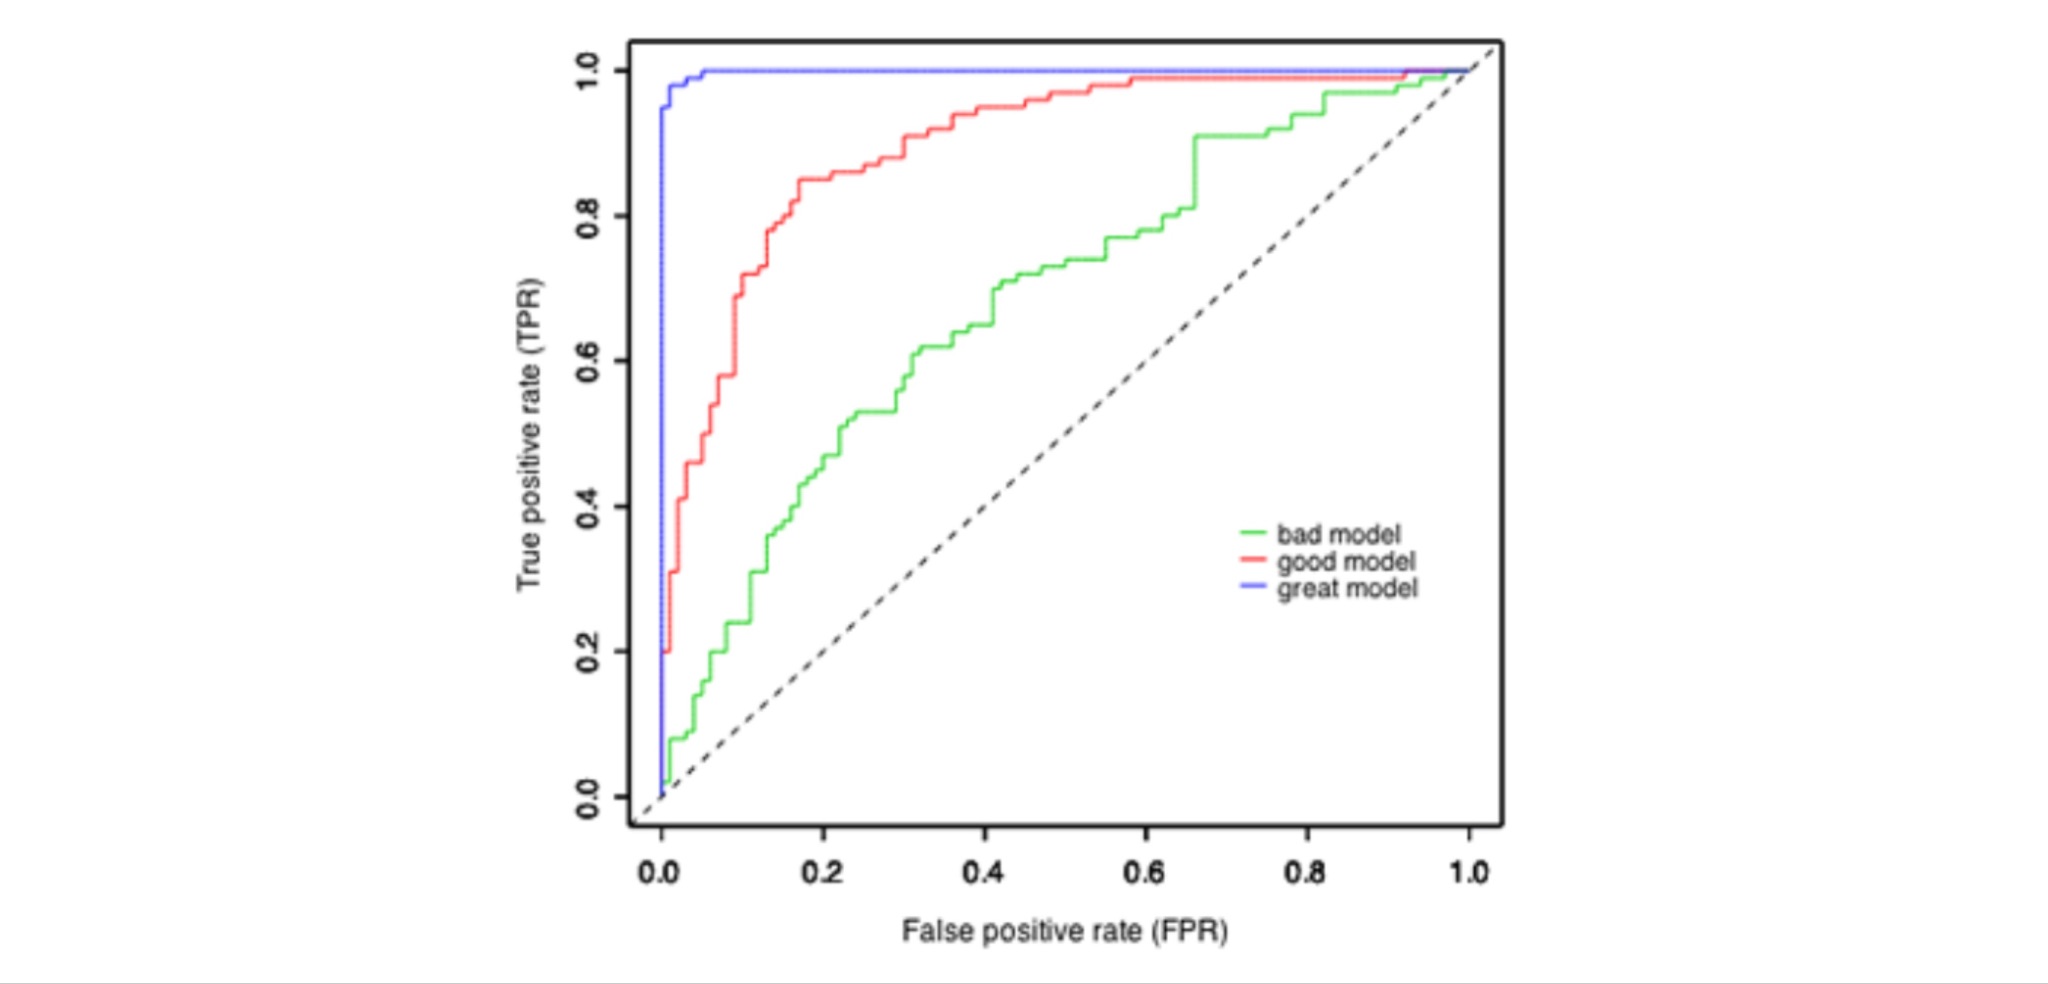 1.0
0.8
0.6
0.4
0.2
0.0
True positive rate (TPR)
bad model
good model
great model
0.0 0.2 0.4 0.6 0.8 1.0
False positive rate (FPR)